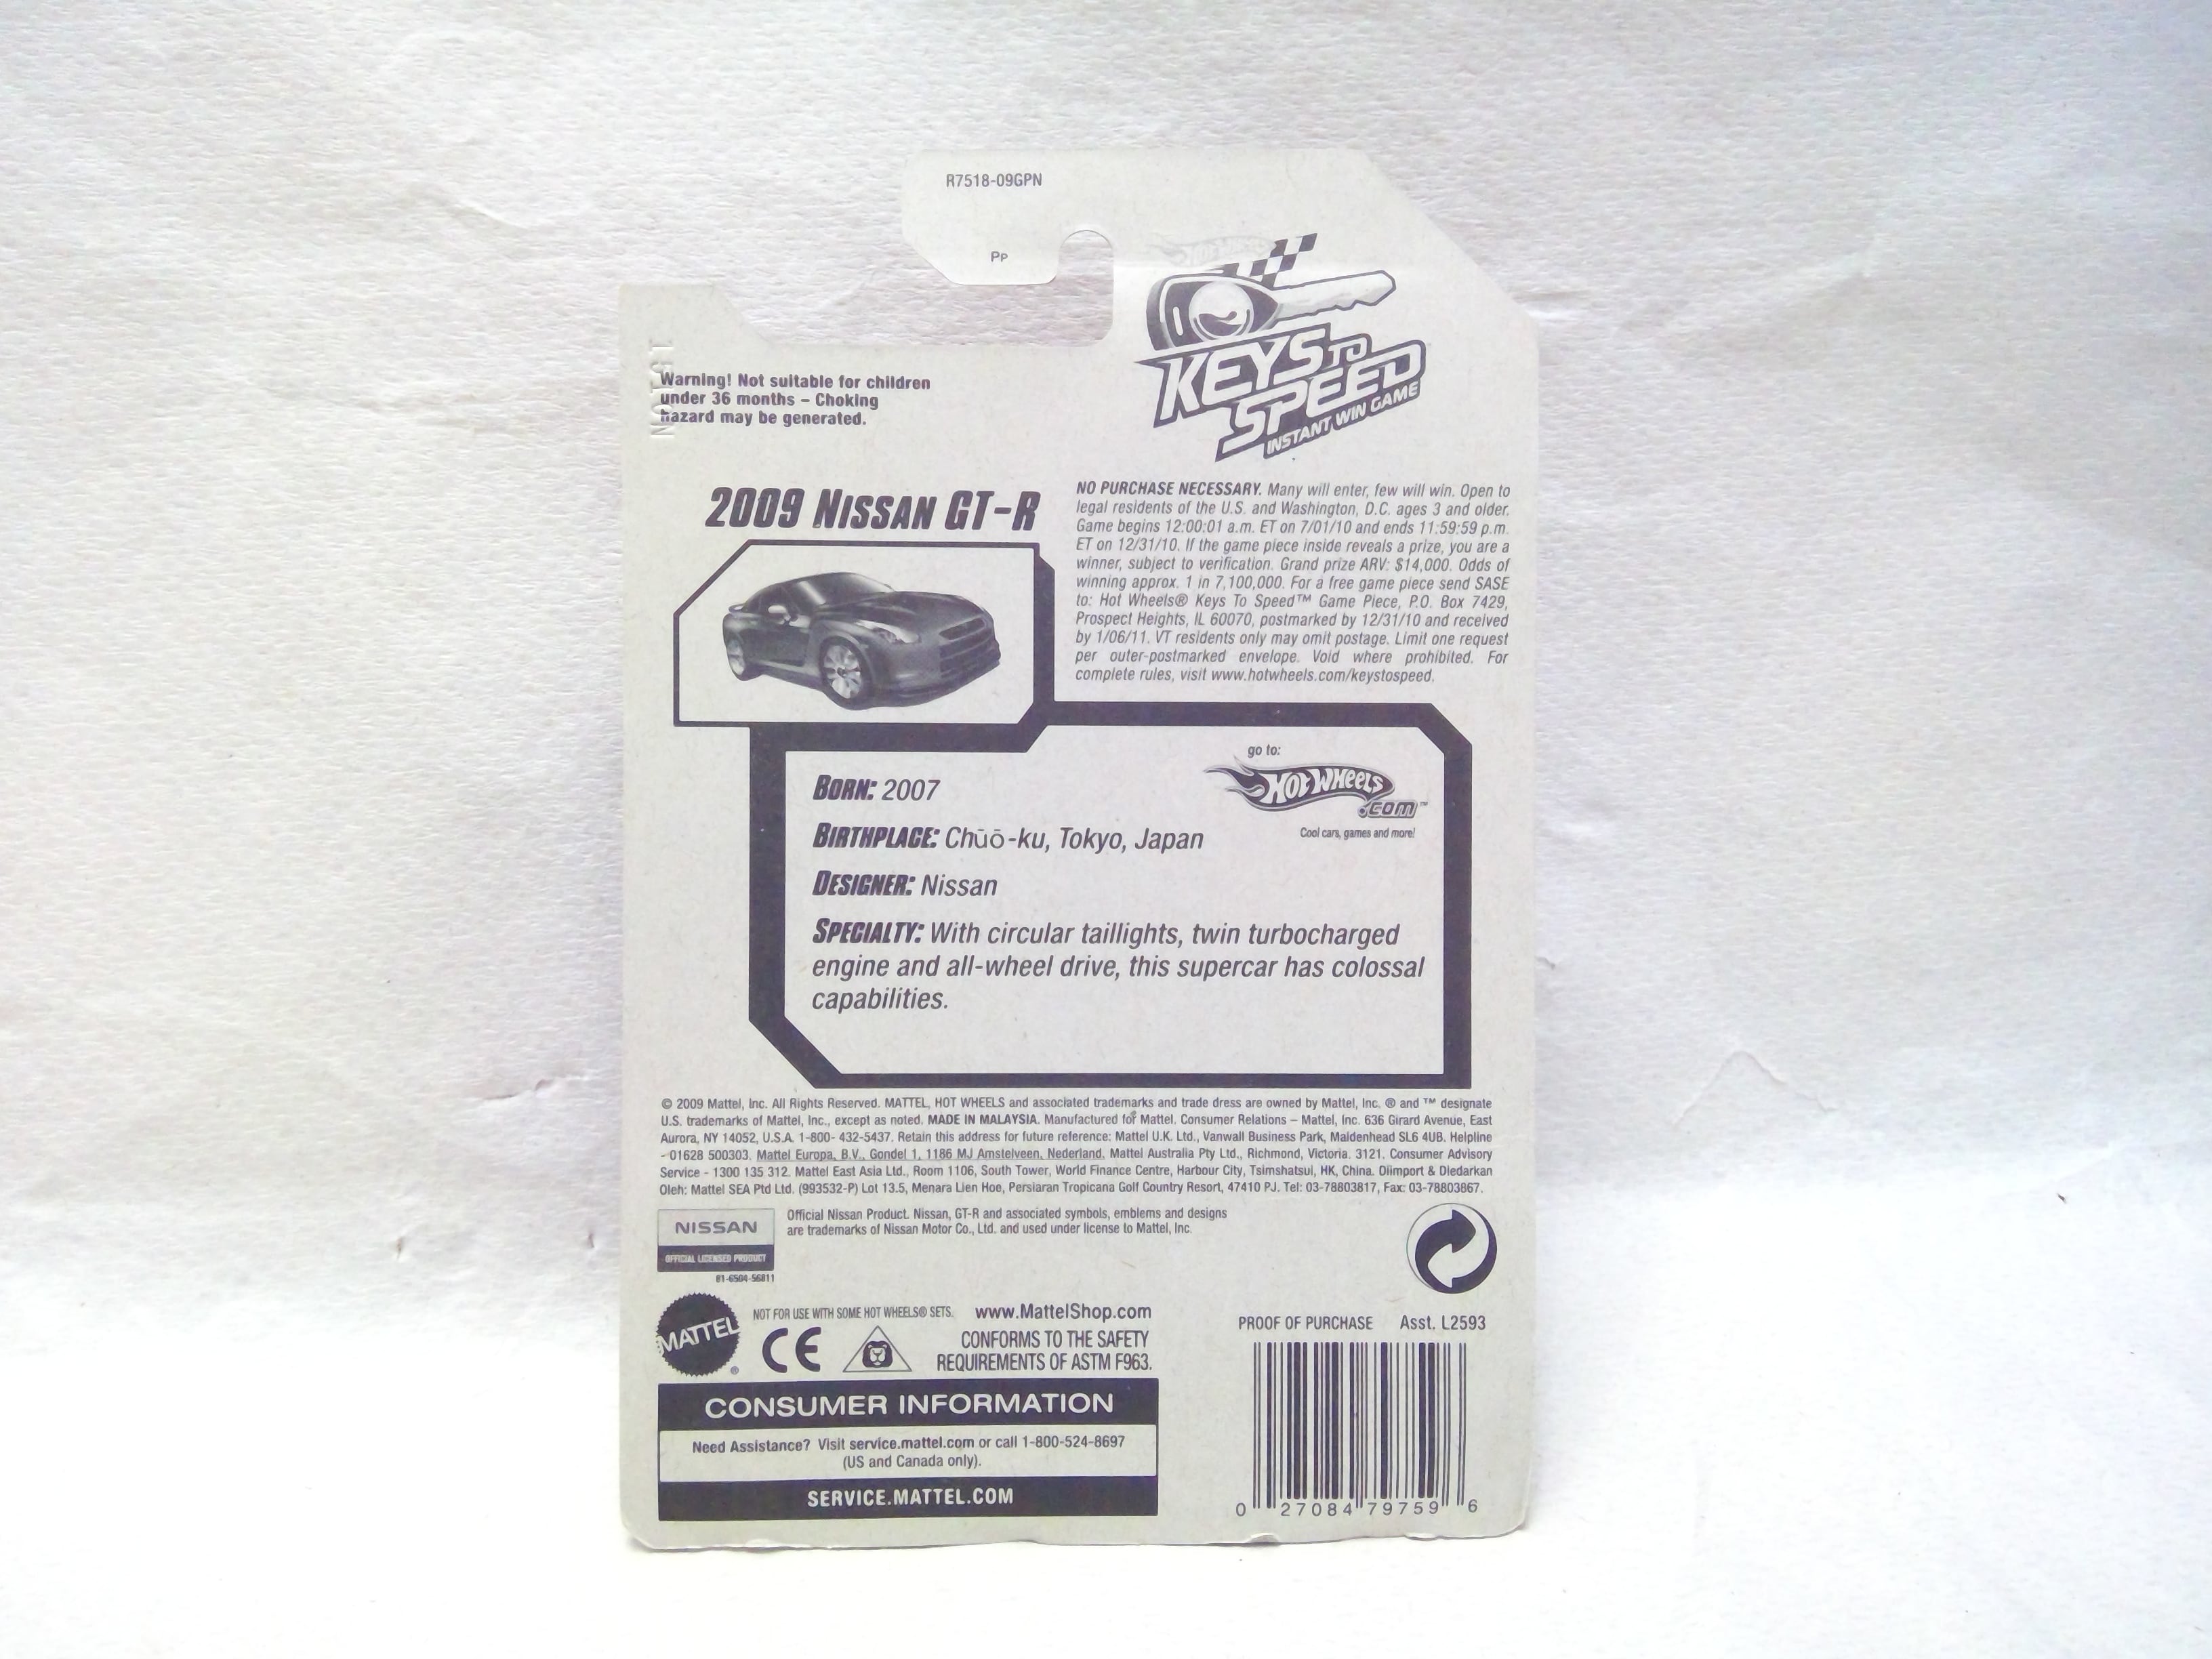 R7518-09GPN
PP
KEYS TO
SPEED
INSTANT WIN GAME
Warning! Not suitable for children
under 36 months – Choking
hazard may be generated.
2009 NISSAN GT-R
NO PURCHASE NECESSARY. Many will enter, few will win. Open to
legal residents of the U.S. and Washington, D.C. ages 3 and older.
Game begins 12:00:01 a.m. ET on 7/01/10 and ends 11:59:59 p.m.
ET on 12/31/10. If the game piece inside reveals a prize, you are a
winner, subject to verification. Grand prize ARV: $14,000. Odds of
winning approx. 1 in 7,100,000. For a free game piece send SASE
to: Hot Wheels® Keys To Speed™ Game Piece, P.O. Box 7429,
Prospect Heights, IL 60070, postmarked by 12/31/10 and received
by 1/06/11. VT residents only may omit postage. Limit one request
per outer-postmarked envelope. Void where prohibited. For
complete rules, visit www.hotwheels.com/keystospeed.
go to:
HOT WHEELS
.COM™
Cool cars, games and more!
BORN: 2007
BIRTHPLACE: Chūō-ku, Tokyo, Japan
DESIGNER: Nissan
SPECIALTY: With circular taillights, twin turbocharged
engine and all-wheel drive, this supercar has colossal
capabilities.
© 2009 Mattel, Inc. All Rights Reserved. MATTEL, HOT WHEELS and associated trademarks and trade dress are owned by Mattel, Inc. ® and ™ designate
U.S. trademarks of Mattel, Inc., except as noted. MADE IN MALAYSIA. Manufactured for Mattel. Consumer Relations – Mattel, Inc. 636 Girard Avenue, East
Aurora, NY 14052, U.S.A. 1-800- 432-5437. Retain this address for future reference: Mattel U.K. Ltd., Vanwall Business Park, Maidenhead SL6 4UB. Helpline
- 01628 500303. Mattel Europa, B.V., Gondel 1, 1186 MJ Amstelveen, Nederland. Mattel Australia Pty Ltd., Richmond, Victoria. 3121. Consumer Advisory
Service - 1300 135 312. Mattel East Asia Ltd., Room 1106, South Tower, World Finance Centre, Harbour City, Tsimshatsui, HK, China. Diimport & Diedarkan
Oleh: Mattel SEA Ptd Ltd. (993532-P) Lot 13.5, Menara Lien Hoe, Persiaran Tropicana Golf Country Resort, 47410 PJ. Tel: 03-78803817, Fax: 03-78803867.
NISSAN
OFFICIAL LICENSED PRODUCT
81-6504-56811
Official Nissan Product. Nissan, GT-R and associated symbols, emblems and designs
are trademarks of Nissan Motor Co., Ltd. and used under license to Mattel, Inc.
MATTEL®
NOT FOR USE WITH SOME HOT WHEELS® SETS. www.MattelShop.com
CE
CONFORMS TO THE SAFETY
REQUIREMENTS OF ASTM F963.
PROOF OF PURCHASE Asst. L2593
CONSUMER INFORMATION
Need Assistance? Visit service.mattel.com or call 1-800-524-8697
(US and Canada only).
SERVICE.MATTEL.COM
0 27084 79759 6